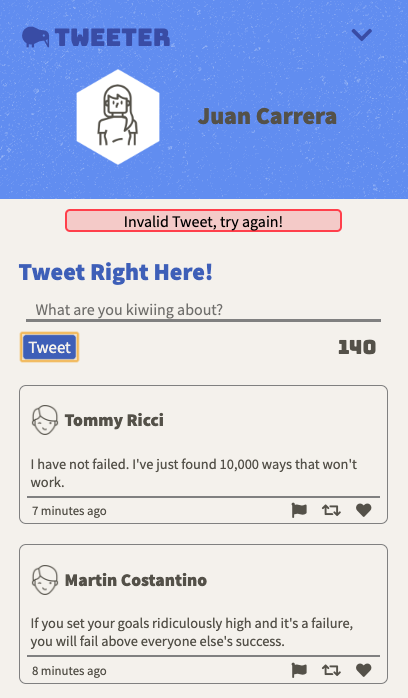 TWEETER
Juan Carrera
Invalid Tweet, try again!
Tweet Right Here!
What are you kiwiing about?
Tweet
140
Tommy Ricci
I have not failed. I've just found 10,000 ways that won't
work.
7 minutes ago
Martin Costantino
If you set your goals ridiculously high and it's a failure,
you will fail above everyone else's success.
8 minutes ago